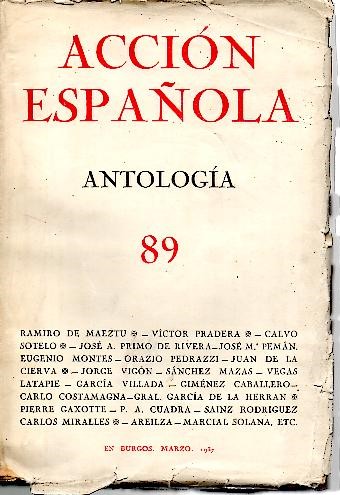 ACCIÓN
ESPAÑOLA
ANTOLOGÍA
89
RAMIRO DE MAEZTU ✠ — VÍCTOR PRADERA ✠ — CALVO
SOTELO ✠ — JOSÉ A. PRIMO DE RIVERA — JOSÉ M.ª PEMÁN.
EUGENIO MONTES — ORAZIO PEDRAZZI — JUAN DE LA
CIERVA ✠ — JORGE VIGÓN — SÁNCHEZ MAZAS — VEGAS
LATAPIE — GARCÍA VILLADA — GIMÉNEZ CABALLERO —
CARLO COSTAMAGNA — GRAL. GARCÍA DE LA HERRAN ✠
PIERRE GAXOTTE — P. A. CUADRA — SAINZ RODRIGUEZ
CARLOS MIRALLES ✠ — AREILZA — MARCIAL SOLANA, ETC.
EN BURGOS. MARZO. 1937